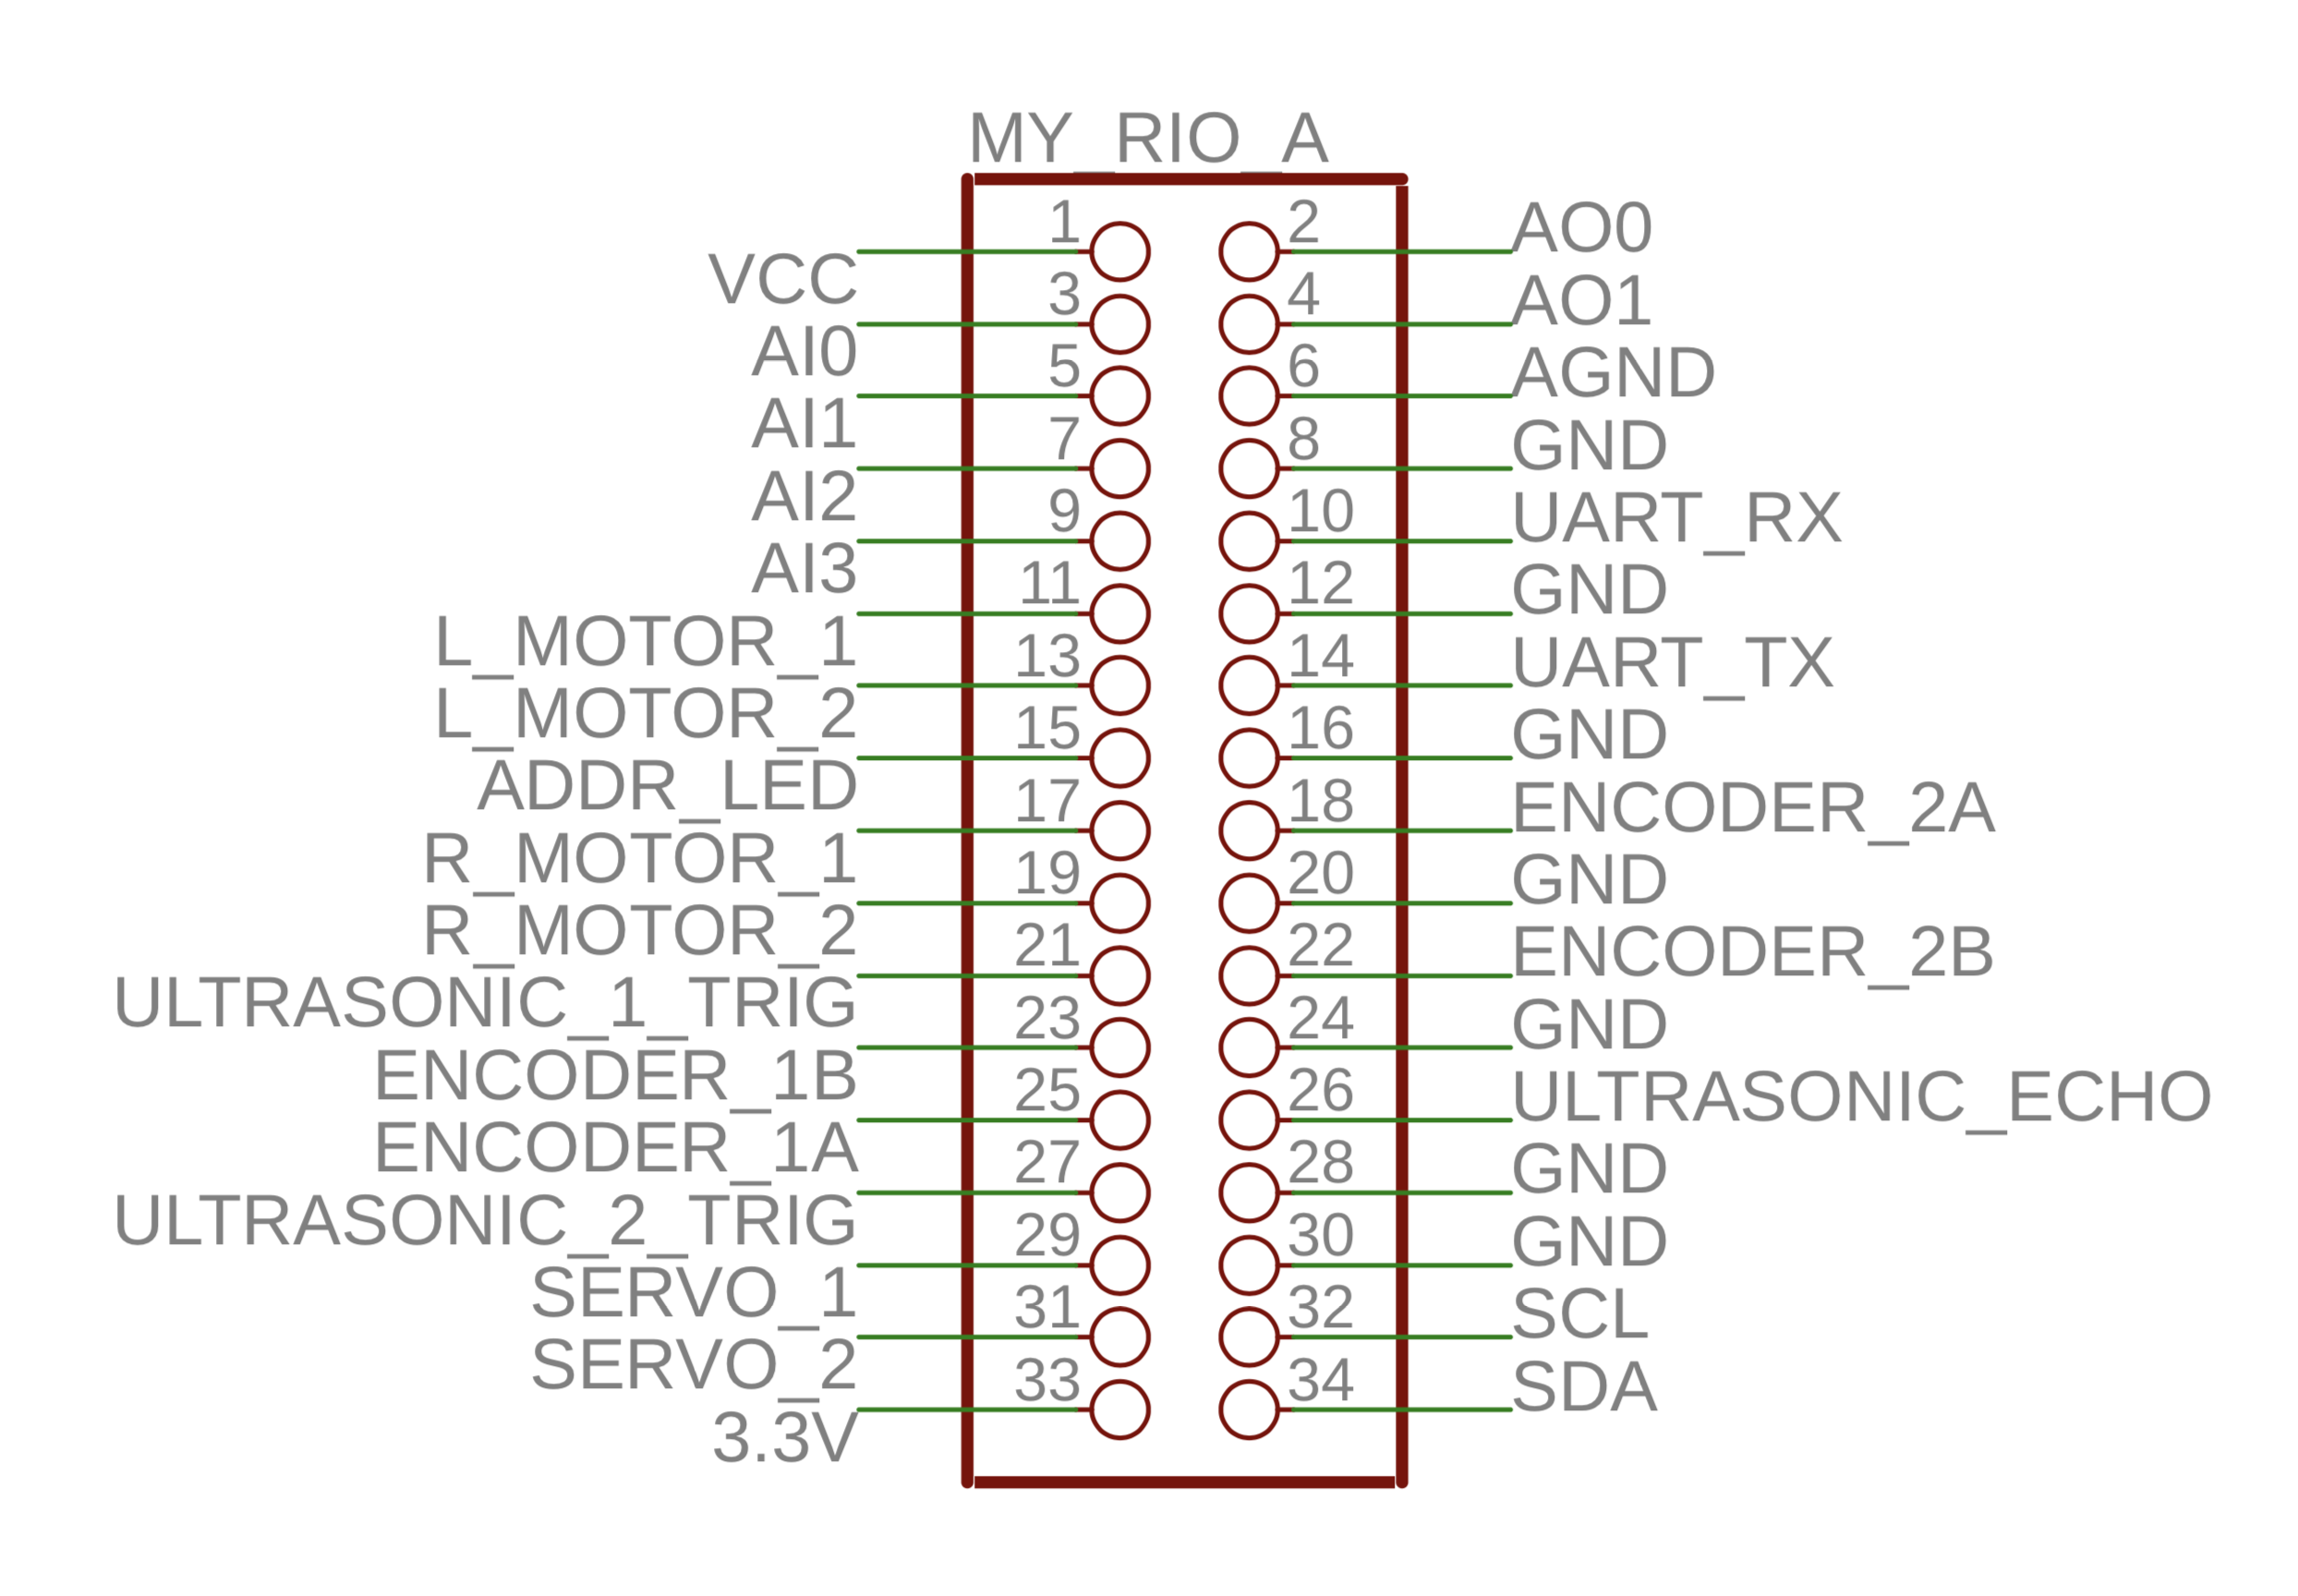 MY_RIO_A
1 2 AO0
VCC
3 4 AO1
AI0
5 6 AGND
AI1
7 8 GND
AI2
9 10 UART_RX
AI3
11 12 GND
L_MOTOR_1
13 14 UART_TX
L_MOTOR_2
15 16 GND
ADDR_LED
17 18 ENCODER_2A
R_MOTOR_1
19 20 GND
R_MOTOR_2
21 22 ENCODER_2B
ULTRASONIC_1_TRIG
23 24 GND
ENCODER_1B
25 26 ULTRASONIC_ECHO
ENCODER_1A
27 28 GND
ULTRASONIC_2_TRIG
29 30 GND
SERVO_1
31 32 SCL
SERVO_2
33 34 SDA
3.3V